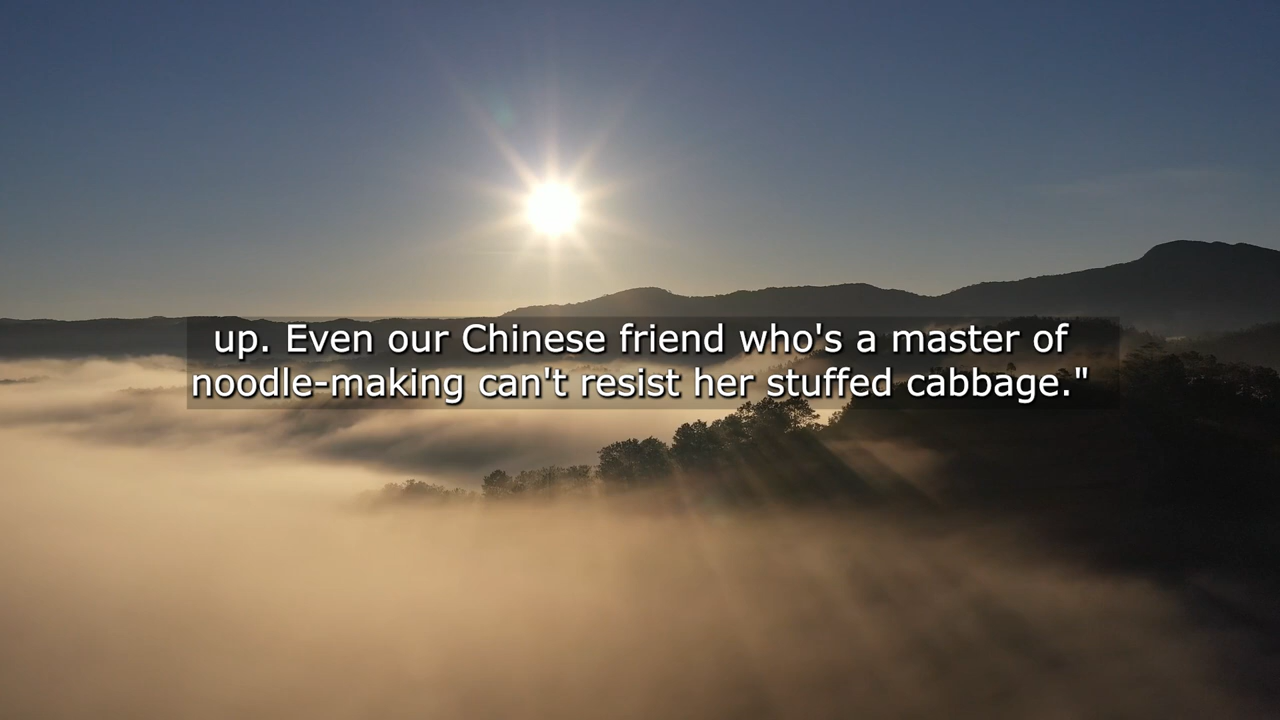 up. Even our Chinese friend who's a master of
noodle-making can't resist her stuffed cabbage."